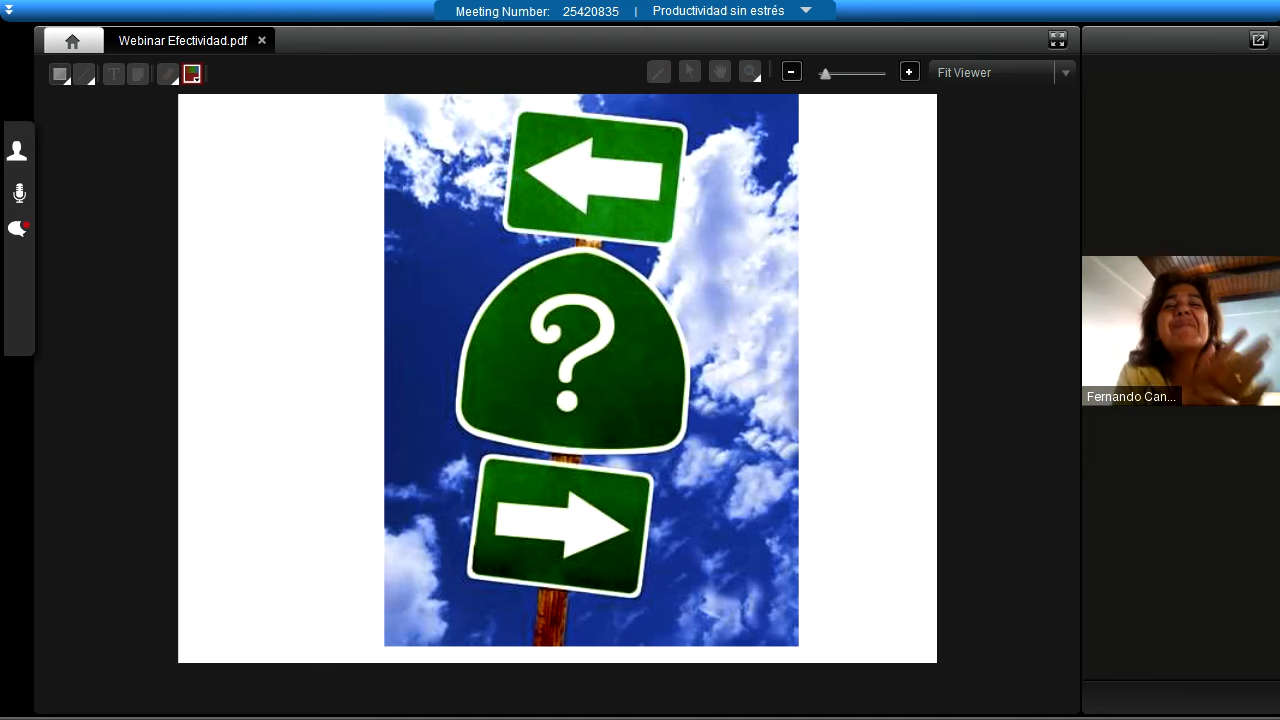 Meeting Number: 25420835 | Productividad sin estrés
Webinar Efectividad.pdf
T
Fit Viewer
?
Fernando Can...